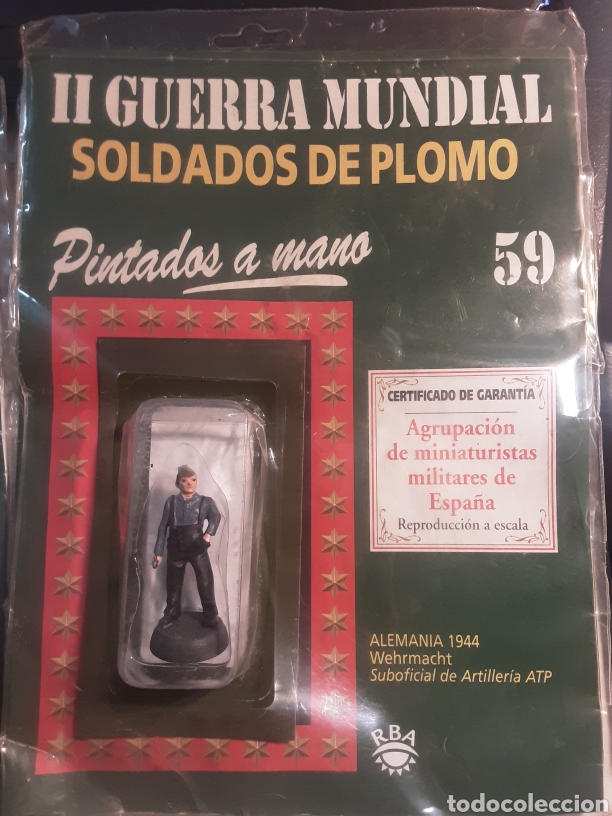 II GUERRA MUNDIAL
SOLDADOS DE PLOMO
Pintados a mano
59
CERTIFICADO DE GARANTÍA
Agrupación
de miniaturistas
militares de
España
Reproducción a escala
ALEMANIA 1944
Wehrmacht
Suboficial de Artillería ATP
RBA
todocoleccion